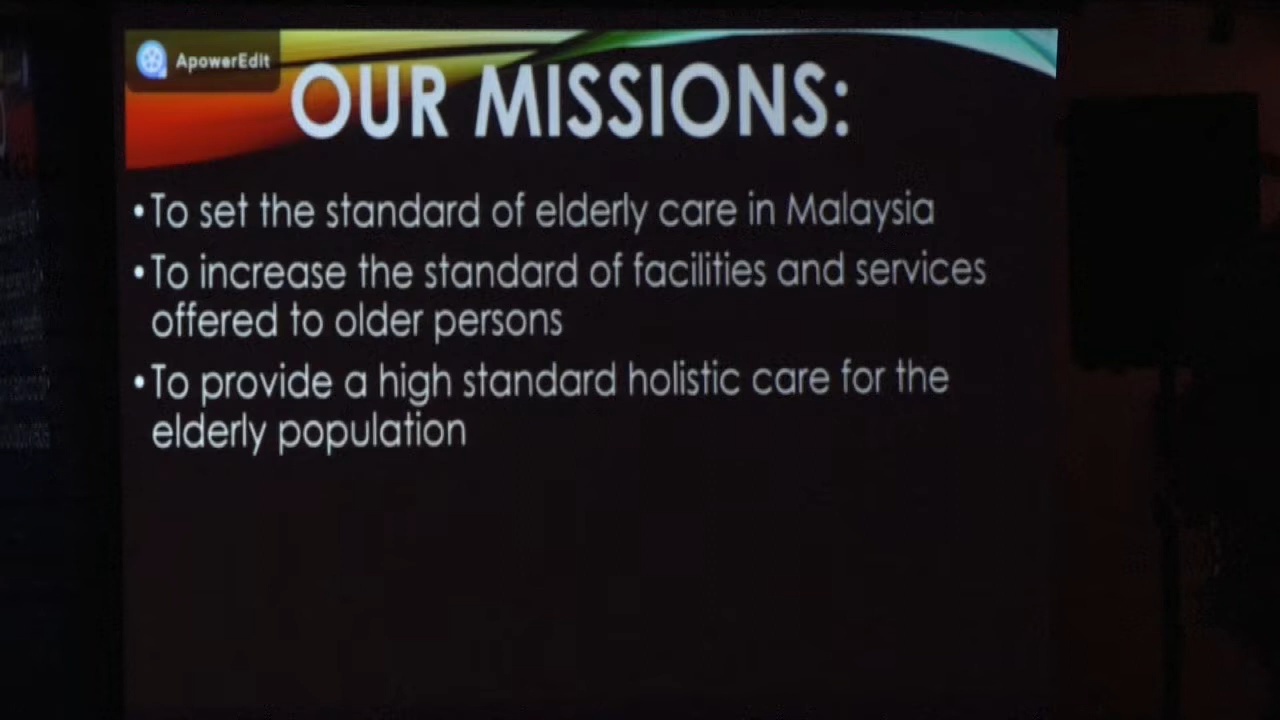 ApowerEdit
OUR MISSIONS:
• To set the standard of elderly care in Malaysia
• To increase the standard of facilities and services
offered to older persons
• To provide a high standard holistic care for the
elderly population